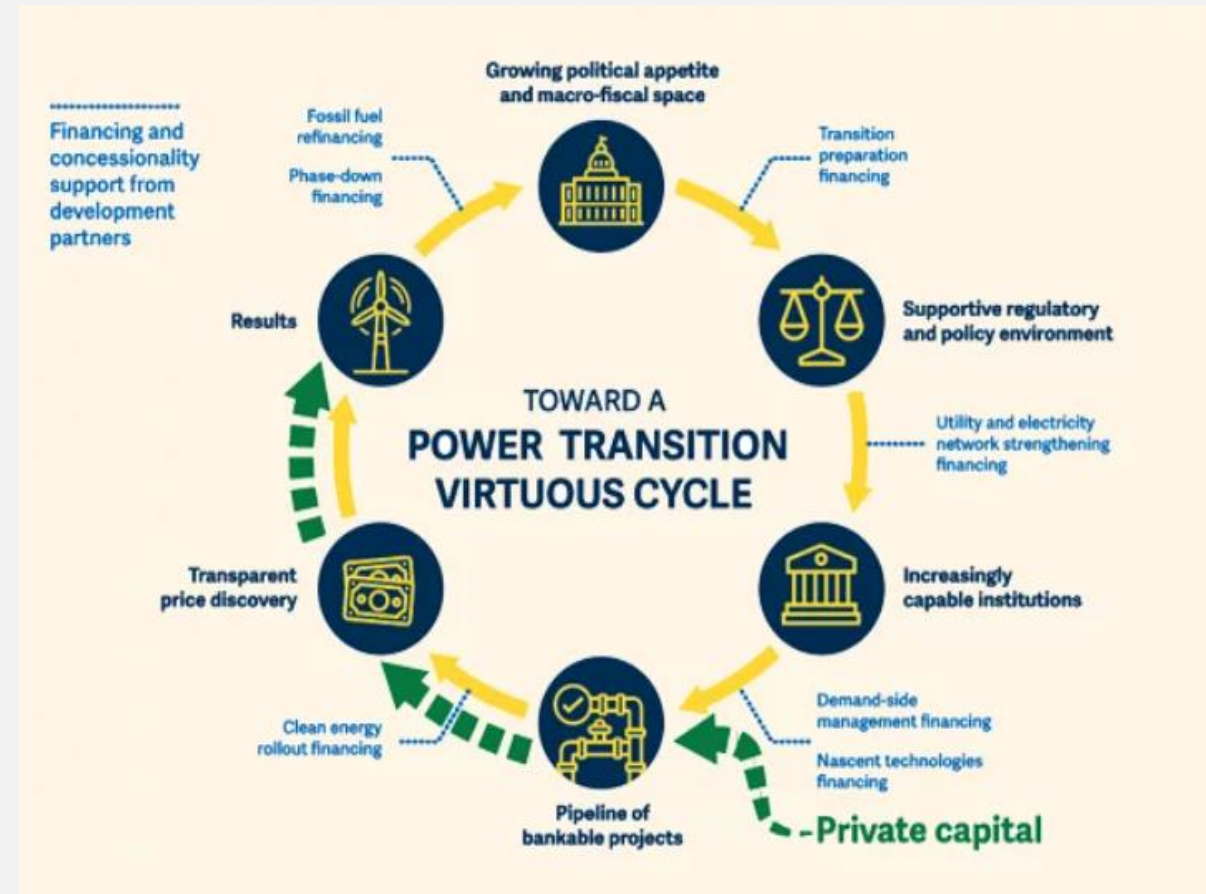 Growing political appetite
and macro-fiscal space
Financing and
concessionality
support from
development
partners
Fossil fuel
refinancing
Phase-down
financing
Transition
preparation
financing
Results
Supportive regulatory
and policy environment
TOWARD A
POWER TRANSITION
VIRTUOUS CYCLE
Utility and electricity
network strengthening
financing
Transparent
price discovery
Increasingly
capable institutions
Clean energy
rollout financing
Demand-side
management financing
Nascent technologies
financing
Pipeline of
bankable projects
Private capital